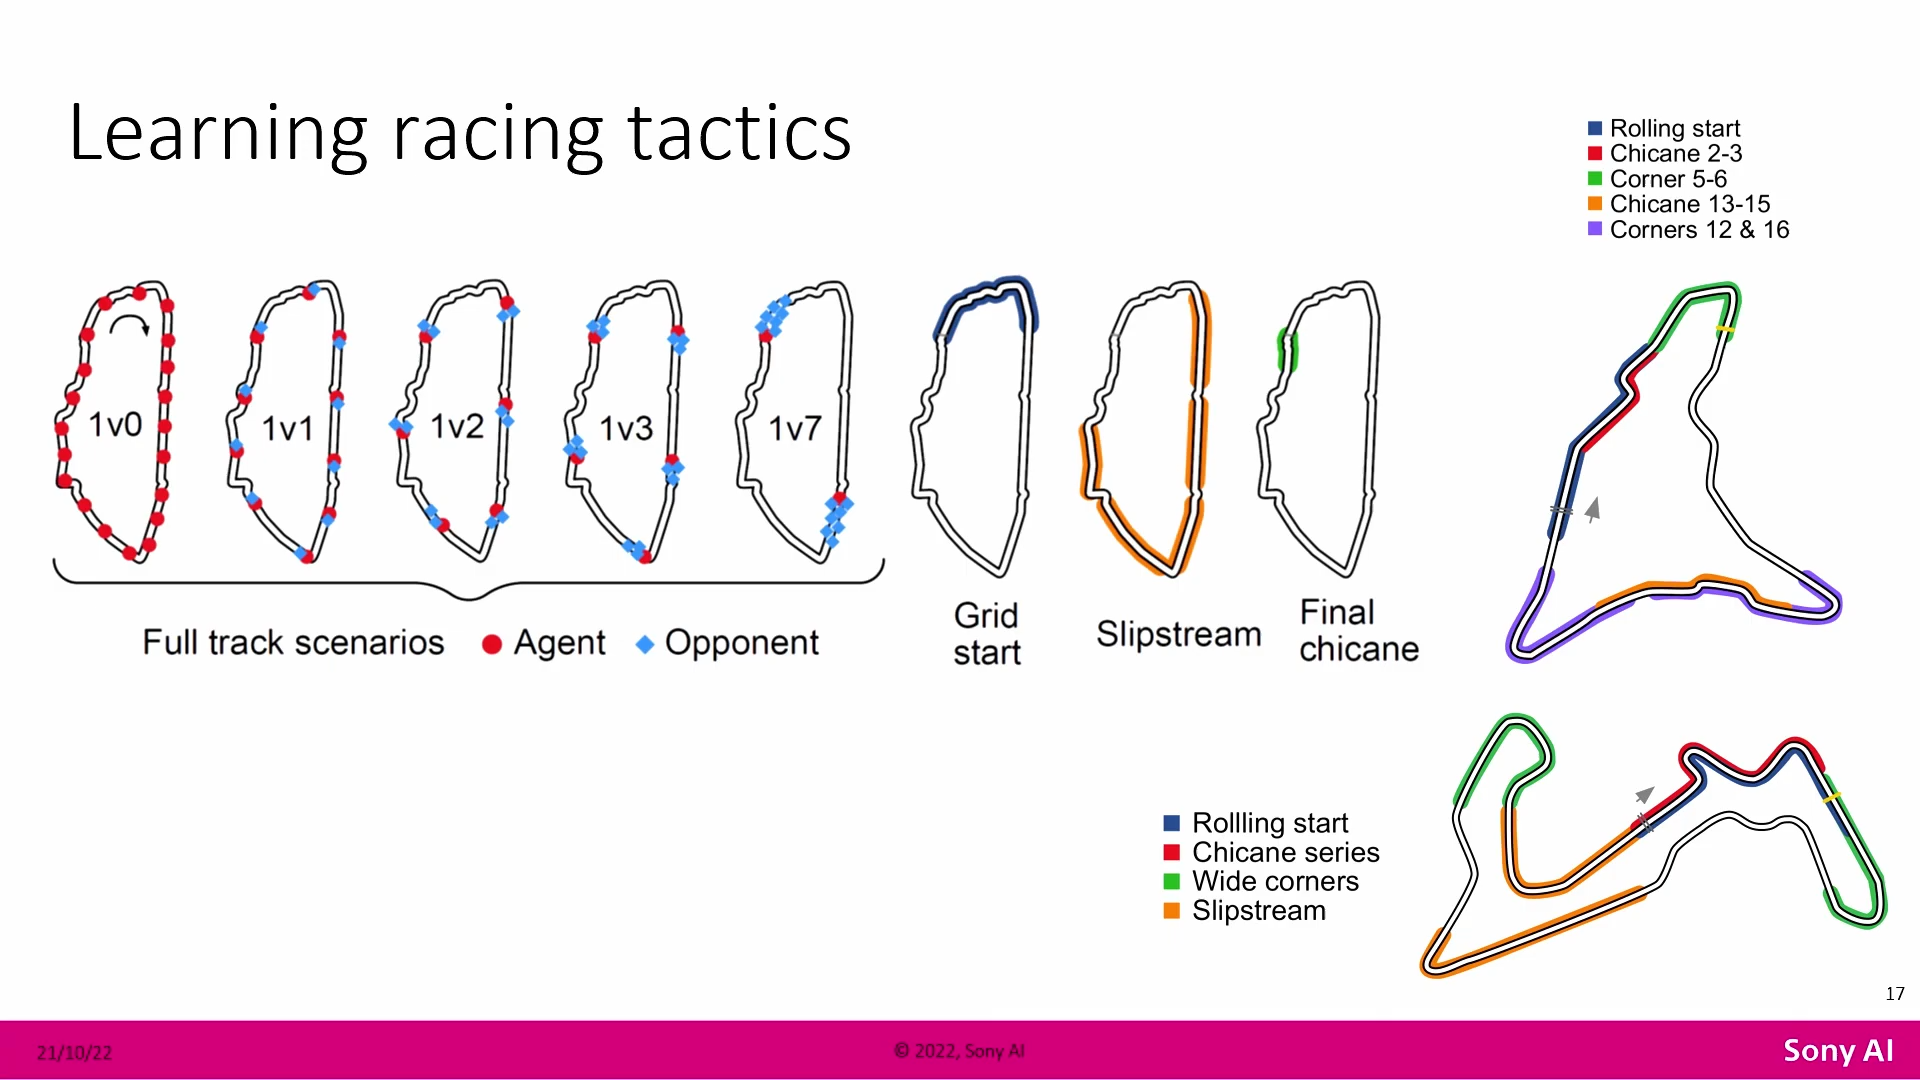 Learning racing tactics
Rolling start
Chicane 2-3
Corner 5-6
Chicane 13-15
Corners 12 & 16
1v0
1v1
1v2
1v3
1v7
Full track scenarios
Agent
Opponent
Grid
start
Slipstream
Final
chicane
Rollling start
Chicane series
Wide corners
Slipstream
17
21/10/22
© 2022, Sony AI
Sony AI